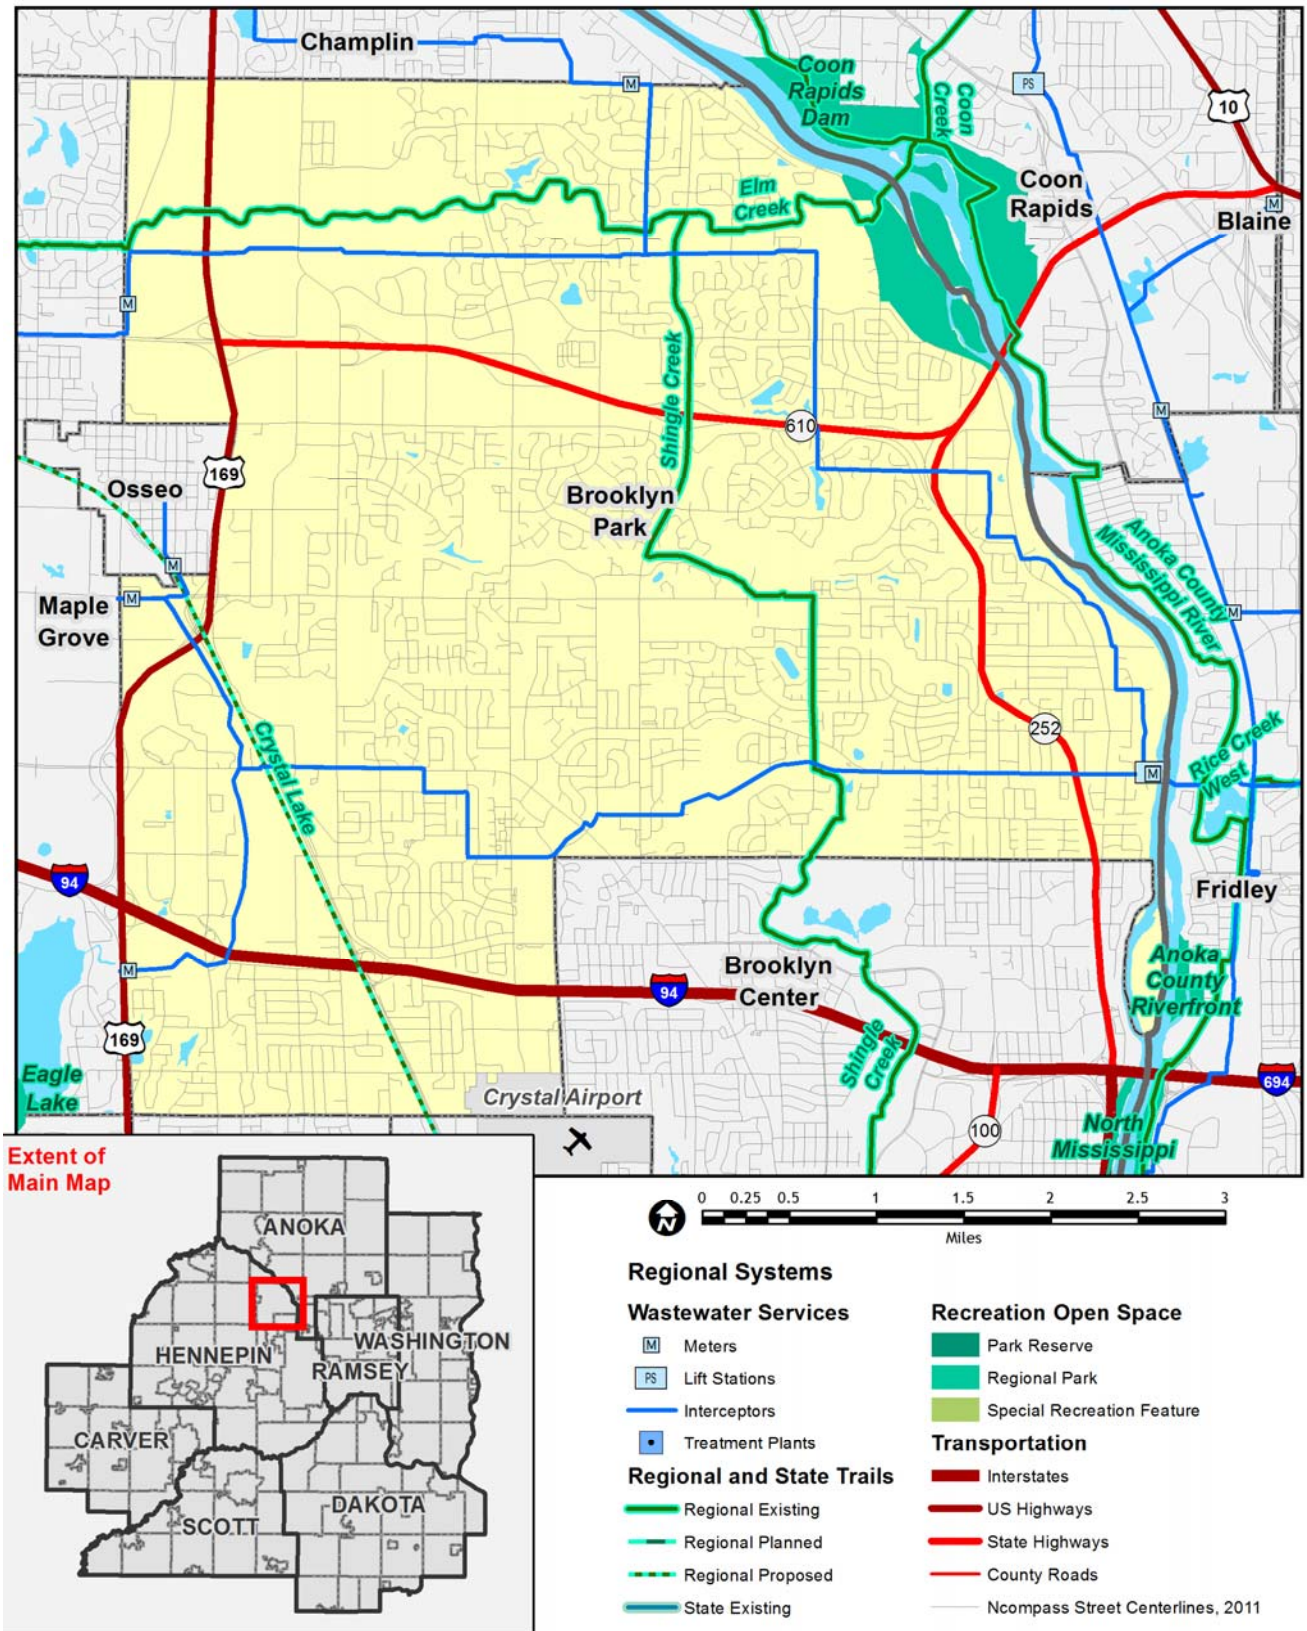 Champlin
M
Coon
Rapids
Dam
Coon
Creek
PS
10
Elm
Creek
Coon
Rapids
M
Blaine
M
Shingle Creek
610
M
169
Osseo
Brooklyn
Park
M
M
Maple
Grove
Anoka County
Mississippi River
M
Crystal Lake
252
M
Rice Creek
West
94
Fridley
M
Brooklyn
Center
94
Anoka
County
Riverfront
169
Shingle
Creek
Eagle
Lake
694
Crystal Airport
100
North
Mississippi
Extent of
Main Map
ANOKA
HENNEPIN
WASHINGTON
RAMSEY
CARVER
SCOTT
DAKOTA
N
0 0.25 0.5 1 1.5 2 2.5 3
Miles
Regional Systems
Wastewater Services
M Meters
PS Lift Stations
Interceptors
Treatment Plants
Regional and State Trails
Regional Existing
Regional Planned
Regional Proposed
State Existing
Recreation Open Space
Park Reserve
Regional Park
Special Recreation Feature
Transportation
Interstates
US Highways
State Highways
County Roads
Ncompass Street Centerlines, 2011